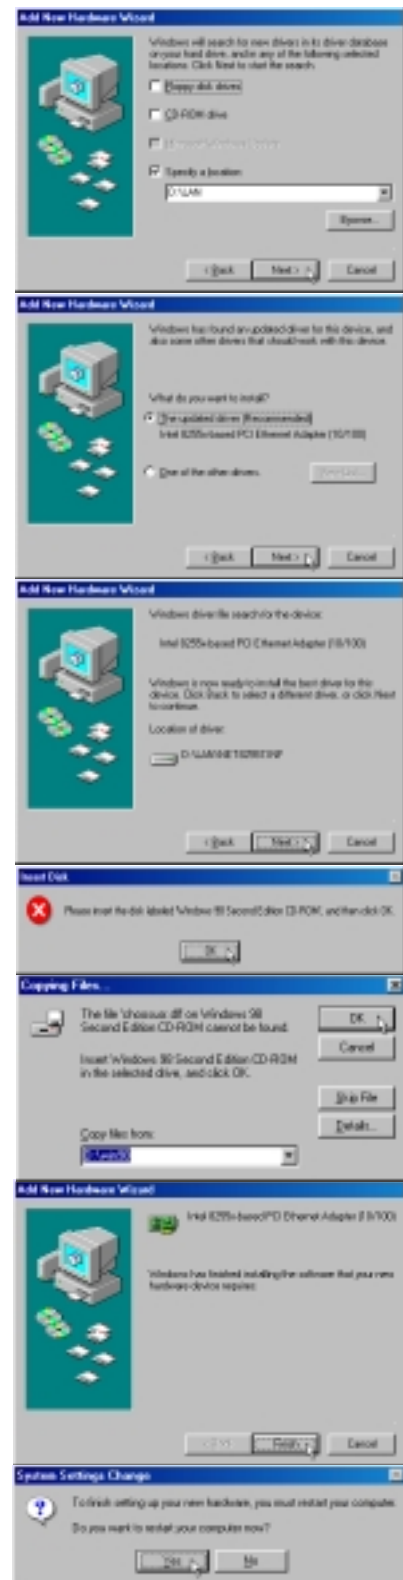 Add New Hardware Wizard
Windows will search for new drivers in its driver database
on your hard drive, and in any of the following selected
locations. Click Next to start the search.
Floppy disk drives
CD-ROM drive
Microsoft Windows Update
Specify a location:
D:\LAN
Browse...
< Back
Next >
Cancel
Add New Hardware Wizard
Windows has found an updated driver for this device, and
also some other drivers that should work with this device.
What do you want to install?
The updated driver (Recommended)
Intel 8255x-based PCI Ethernet Adapter (10/100)
One of the other drivers.
View List...
< Back
Next >
Cancel
Add New Hardware Wizard
Windows driver file search for the device:
Intel 8255x-based PCI Ethernet Adapter (10/100)
Windows is now ready to install the best driver for this
device. Click Back to select a different driver, or click Next
to continue.
Location of driver:
< Back
Next >
Cancel
Insert Disk
Please insert the disk labeled 'Windows 98 Second Edition CD-ROM', and then click OK.
OK
Copying Files...
The file on Windows 98
Second Edition CD-ROM cannot be found.
Insert Windows 98 Second Edition CD-ROM
in the selected drive, and click OK.
Copy files from:
OK
Cancel
Skip File
Details...
Add New Hardware Wizard
Intel 8255x-based PCI Ethernet Adapter (10/100)
Windows has finished installing the software that your new
hardware device requires.
Finish
Cancel
System Settings Change
To finish setting up your new hardware, you must restart your computer.
Do you want to restart your computer now?
Yes
No